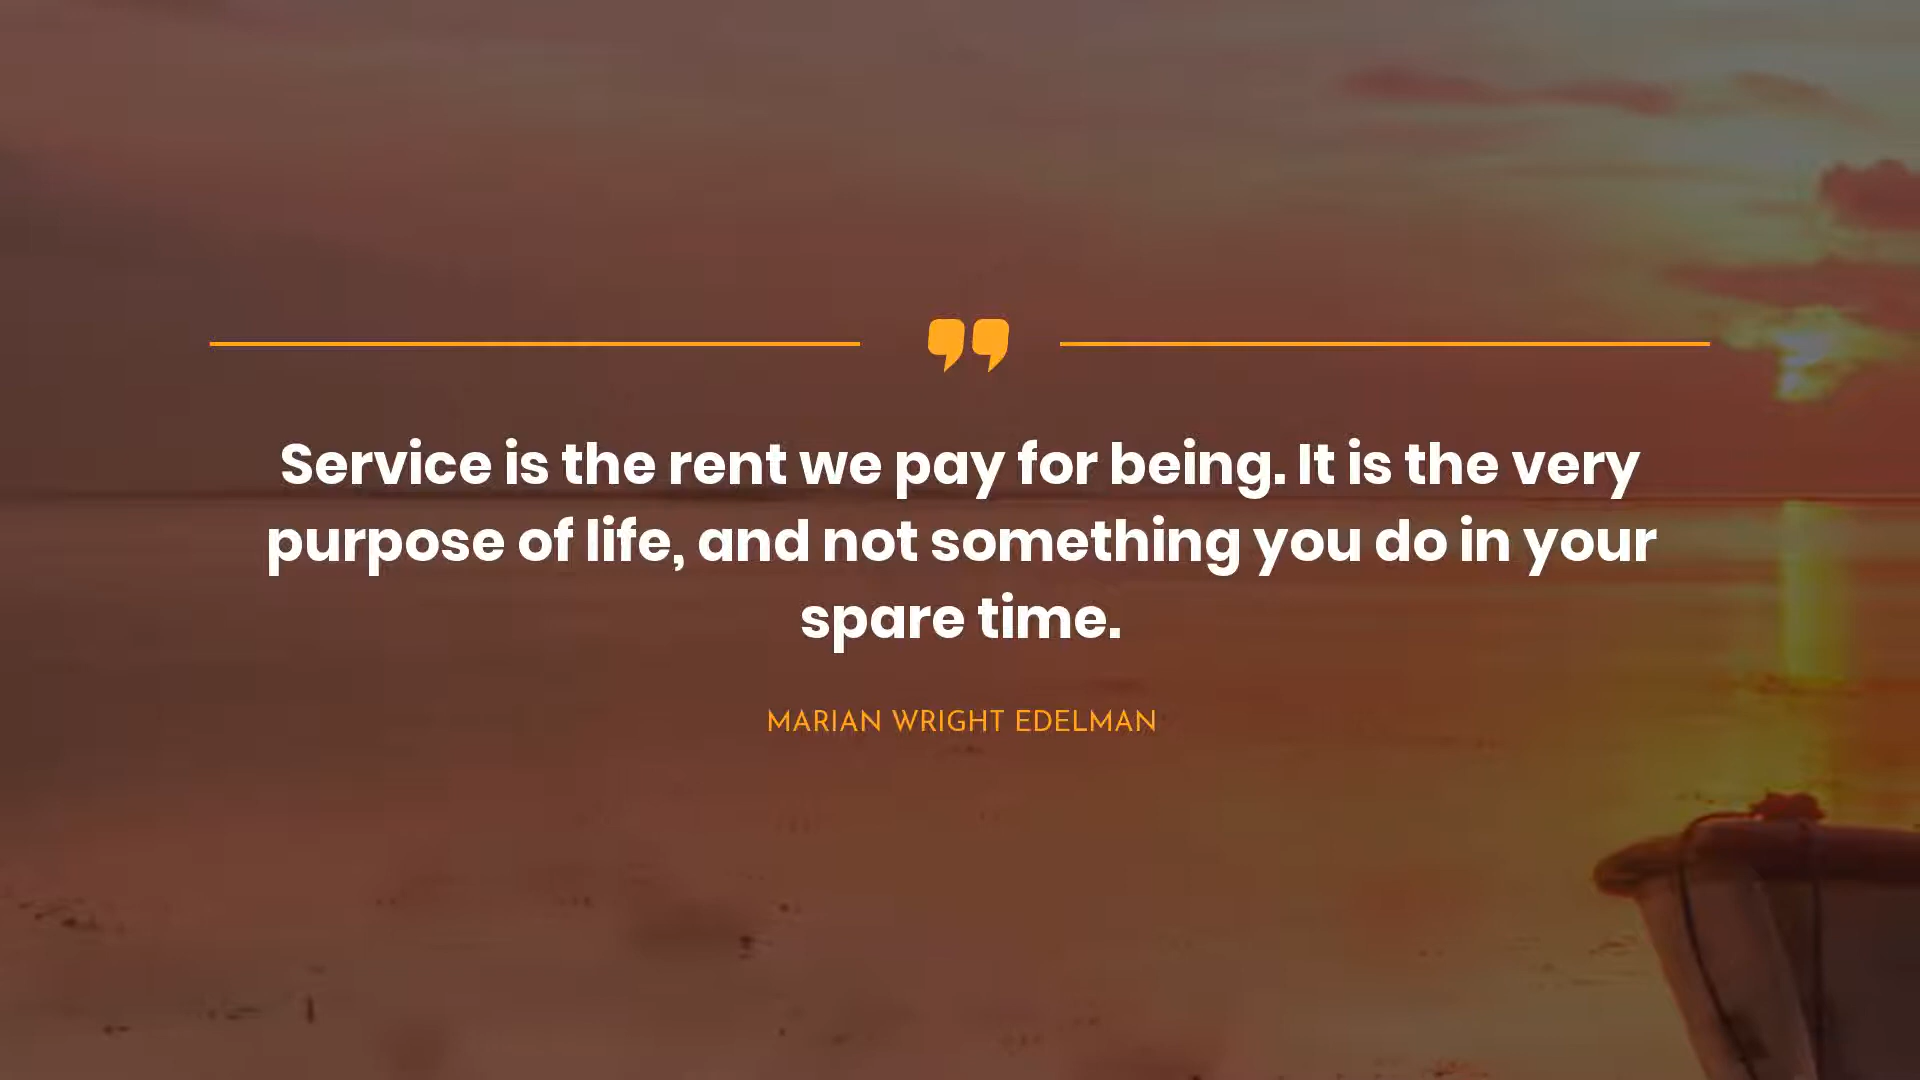 Service is the rent we pay for being. It is the very
purpose of life, and not something you do in your
spare time.
MARIAN WRIGHT EDELMAN